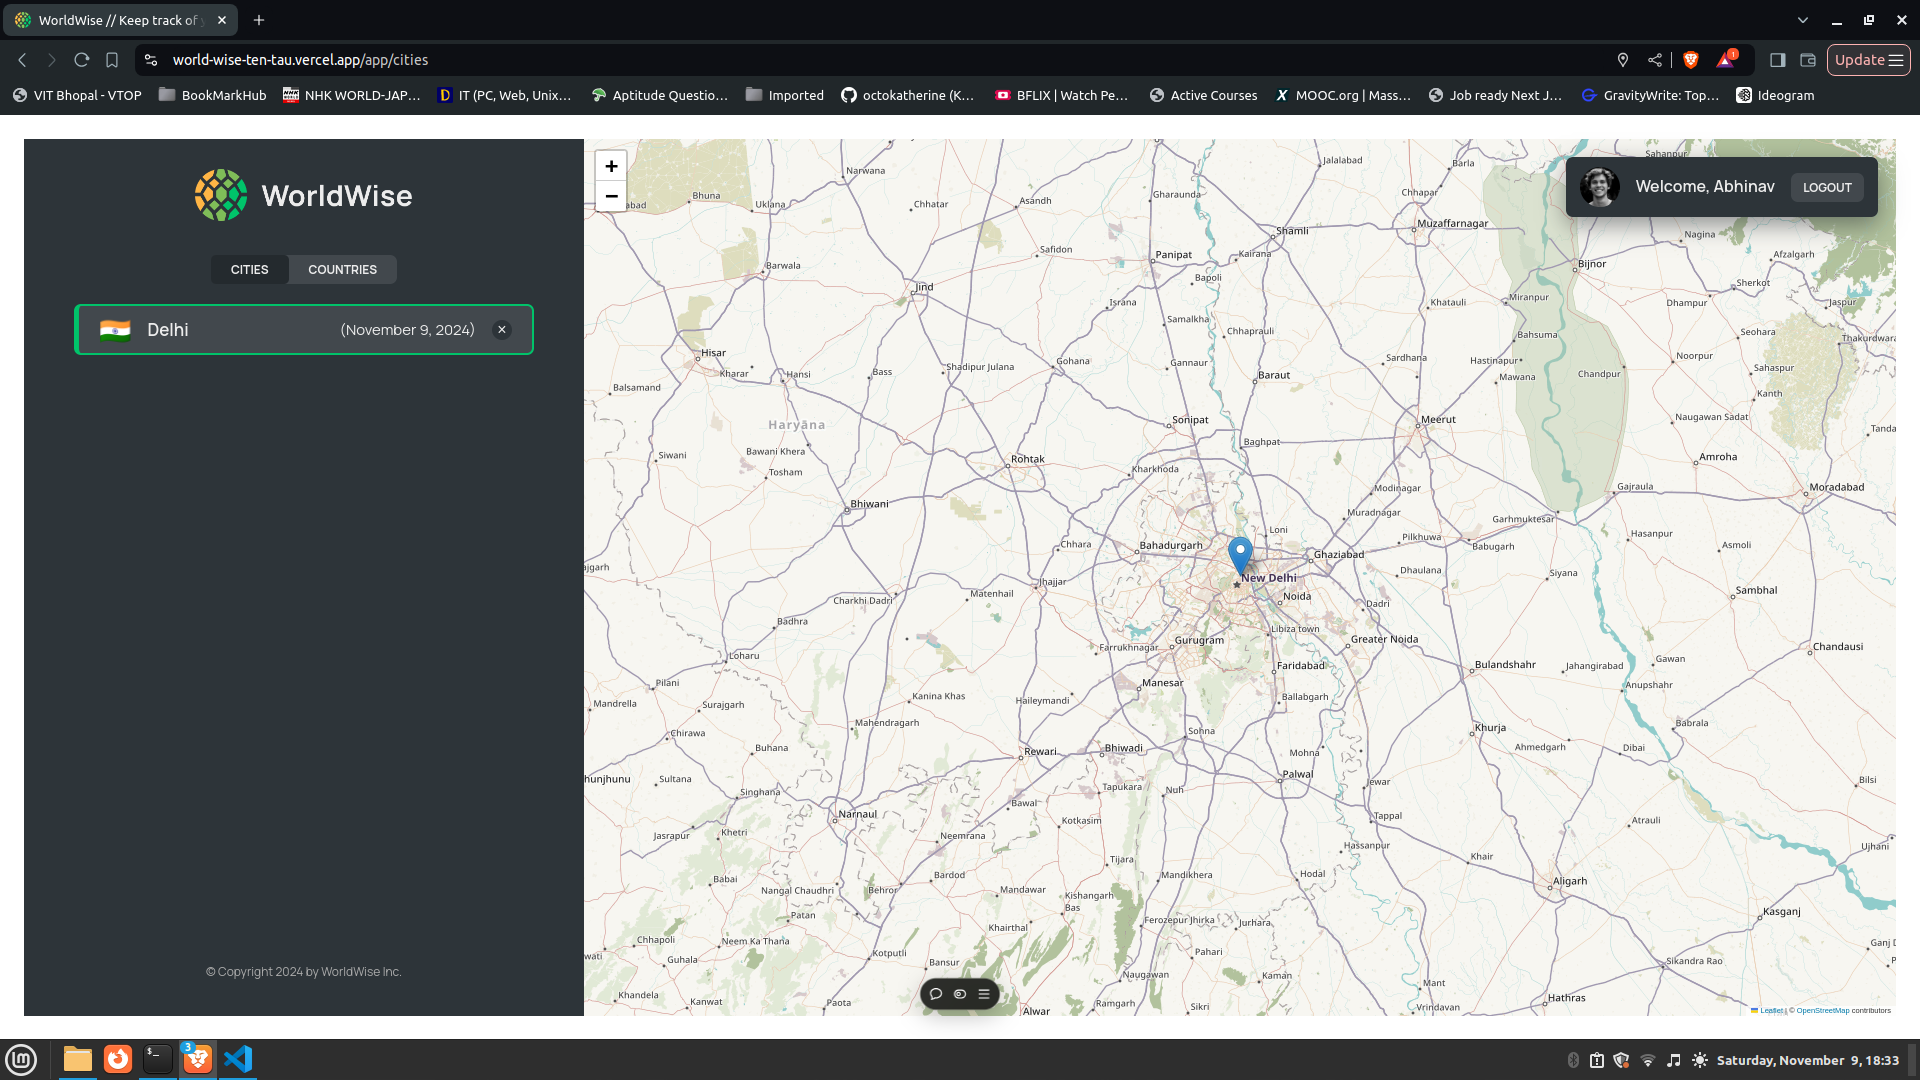 WorldWise // Keep track of y
world-wise-ten-tau.vercel.app/app/cities
1
Update
VIT Bhopal - VTOP
BookMarkHub
NHK WORLD-JAP…
IT (PC, Web, Unix…
Aptitude Questio…
Imported
octokatherine (K…
BFLIX | Watch Pe…
Active Courses
MOOC.org | Mass…
Job ready Next J…
GravityWrite: Top…
Ideogram
WorldWise
CITIES
COUNTRIES
Delhi
(November 9, 2024)
© Copyright 2024 by WorldWise Inc.
+
−
Welcome, Abhinav
LOGOUT
Narwana
Jalalabad
Barla
Sahanpur
Bhuna
Uklana
Chhatar
Asandh
Gharaunda
Chhapar
Muzaffarnagar
Shamli
Nagina
Safidon
Panipat
Kairana
Afzalgarh
Barwala
Bapoli
Bijnor
Sherkot
Jind
Israna
Khatauli
Miranpur
Dhampur
Jaspur
Samalkha
Chhaprauli
Bahsuma
Seohara
Thakurdwara
Hisar
Gohana
Gannaur
Sardhana
Hastinapur
Noorpur
Kharar
Hansi
Bass
Shadipur Julana
Baraut
Mawana
Chandpur
Sahaspur
Balsamand
Kanth
Haryāna
Sonipat
Meerut
Naugawan Sadat
Tanda
Baghpat
Siwani
Bawani Khera
Rohtak
Kharkhoda
Amroha
Tosham
Modinagar
Gajraula
Moradabad
Bhiwani
Muradnagar
Garhmuktesar
Loni
Pilkhuwa
Hasanpur
Chhara
Bahadurgarh
Ghaziabad
Babugarh
Asmoli
ajgarh
Jhajjar
New Delhi
Dhaulana
Siyana
Charkhi Dadri
Matenhail
Noida
Dadri
Sambhal
Badhra
Libiza town
Gurugram
Greater Noida
Loharu
Farrukhnagar
Chandausi
Faridabad
Bulandshahr
Jahangirabad
Gawan
Pilani
Manesar
Anupshahr
Kanina Khas
Haileymandi
Ballabgarh
Mandrella
Surajgarh
Mahendragarh
Sohna
Khurja
Babrala
Chirawa
Buhana
Rewari
Bhiwadi
Mohna
Ahmedgarh
Dibai
hunjhunu
Sultana
Palwal
Jewar
Bilsi
Singhana
Tapukara
Nuh
Bawal
Narnaul
Kotkasim
Tappal
Atrauli
Jasrapur
Khetri
Neemrana
Hassanpur
Ujhani
Tijara
Khair
Babai
Nangal Chaudhri
Behror
Bardod
Mandawar
Mandikhera
Hodal
Aligarh
Kishangarh
Bas
Patan
Kasganj
Khairthal
Ferozepur Jhirka
Jurhara
Chhapoli
Neem Ka Thana
Ganj D
wati
Guhala
Kotputli
Bansur
Pahari
Sikandra Rao
Naugawan
Kaman
P
Mant
Khandela
Kanwat
Paota
Alwar
Ramgarh
Sikri
Vrindavan
Hathras
Leaflet | © OpenStreetMap contributors
3
Saturday, November 9, 18:33